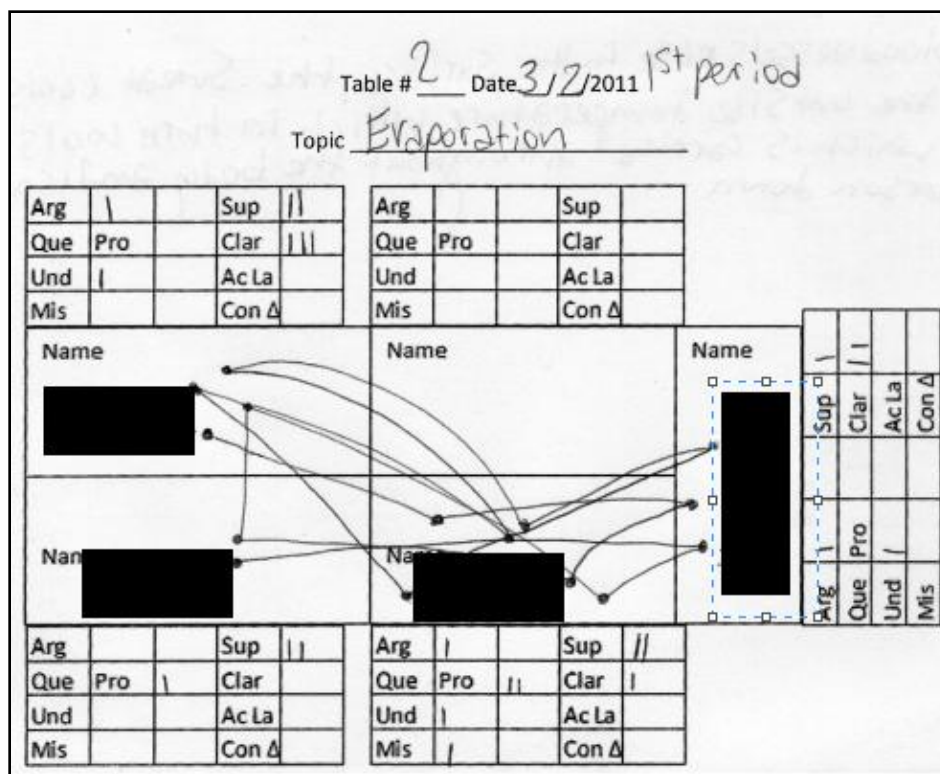 Table # 2 Date 3/2/2011 1st period
Topic Evaporation
Arg | Sup ||
Que Pro Clar |||
Und | Ac La
Mis Con Δ
Arg Sup
Que Pro Clar
Und Ac La
Mis Con Δ
Name Name Name
Nam Na
Arg | Sup |
Que Pro Clar ||
Und | Ac La
Mis Con Δ
Arg Sup ||
Que Pro | Clar
Und Ac La
Mis Con Δ
Arg | Sup ||
Que Pro || Clar |
Und | Ac La
Mis | Con Δ